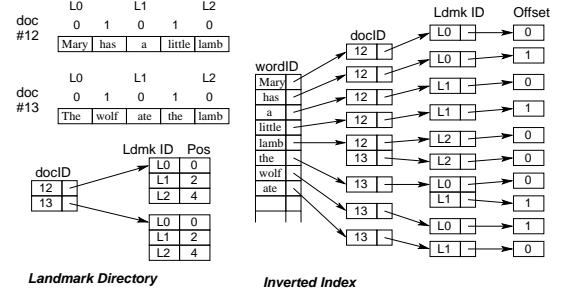 L0 L1 L2
doc #12
0 1 0 1 0
Mary has a little lamb
L0 L1 L2
doc #13
0 1 0 1 0
The wolf ate the lamb
Ldmk ID Pos
docID
12
13
L0 0
L1 2
L2 4
L0 0
L1 2
L2 4
Landmark Directory
Ldmk ID Offset
docID
wordID
Mary 12 L0 0
has 12 L0 1
a 12 L1 0
little 12 L1 1
lamb 12 L2 0
13 L2 0
the 13 L0 0
L1 1
wolf 13 L0 1
ate 13 L1 0
Inverted Index